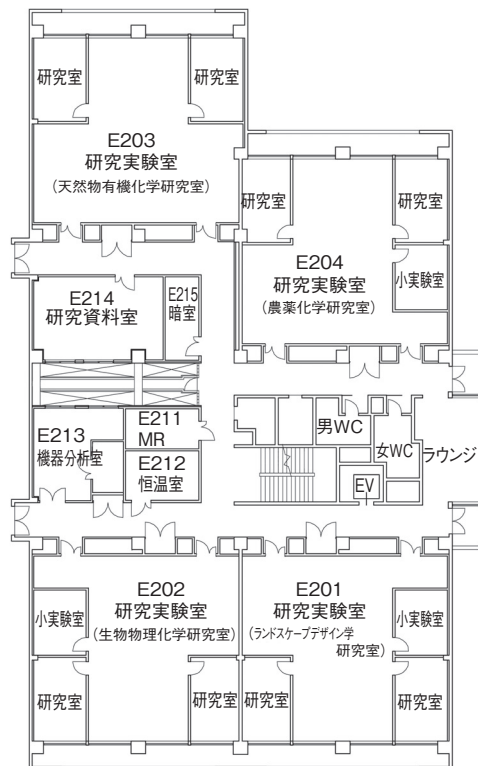 研究室
研究室
E203
研究実験室
(天然物有機化学研究室)
研究室
研究室
E204
研究実験室
(農薬化学研究室)
小実験室
E214
研究資料室
E215
暗室
E213
機器分析室
E211
MR
E212
恒温室
男WC
女WC
ラウンジ
EV
E202
研究実験室
(生物物理化学研究室)
小実験室
研究室
研究室
E201
研究実験室
(ランドスケープデザイン学
研究室)
小実験室
研究室
研究室